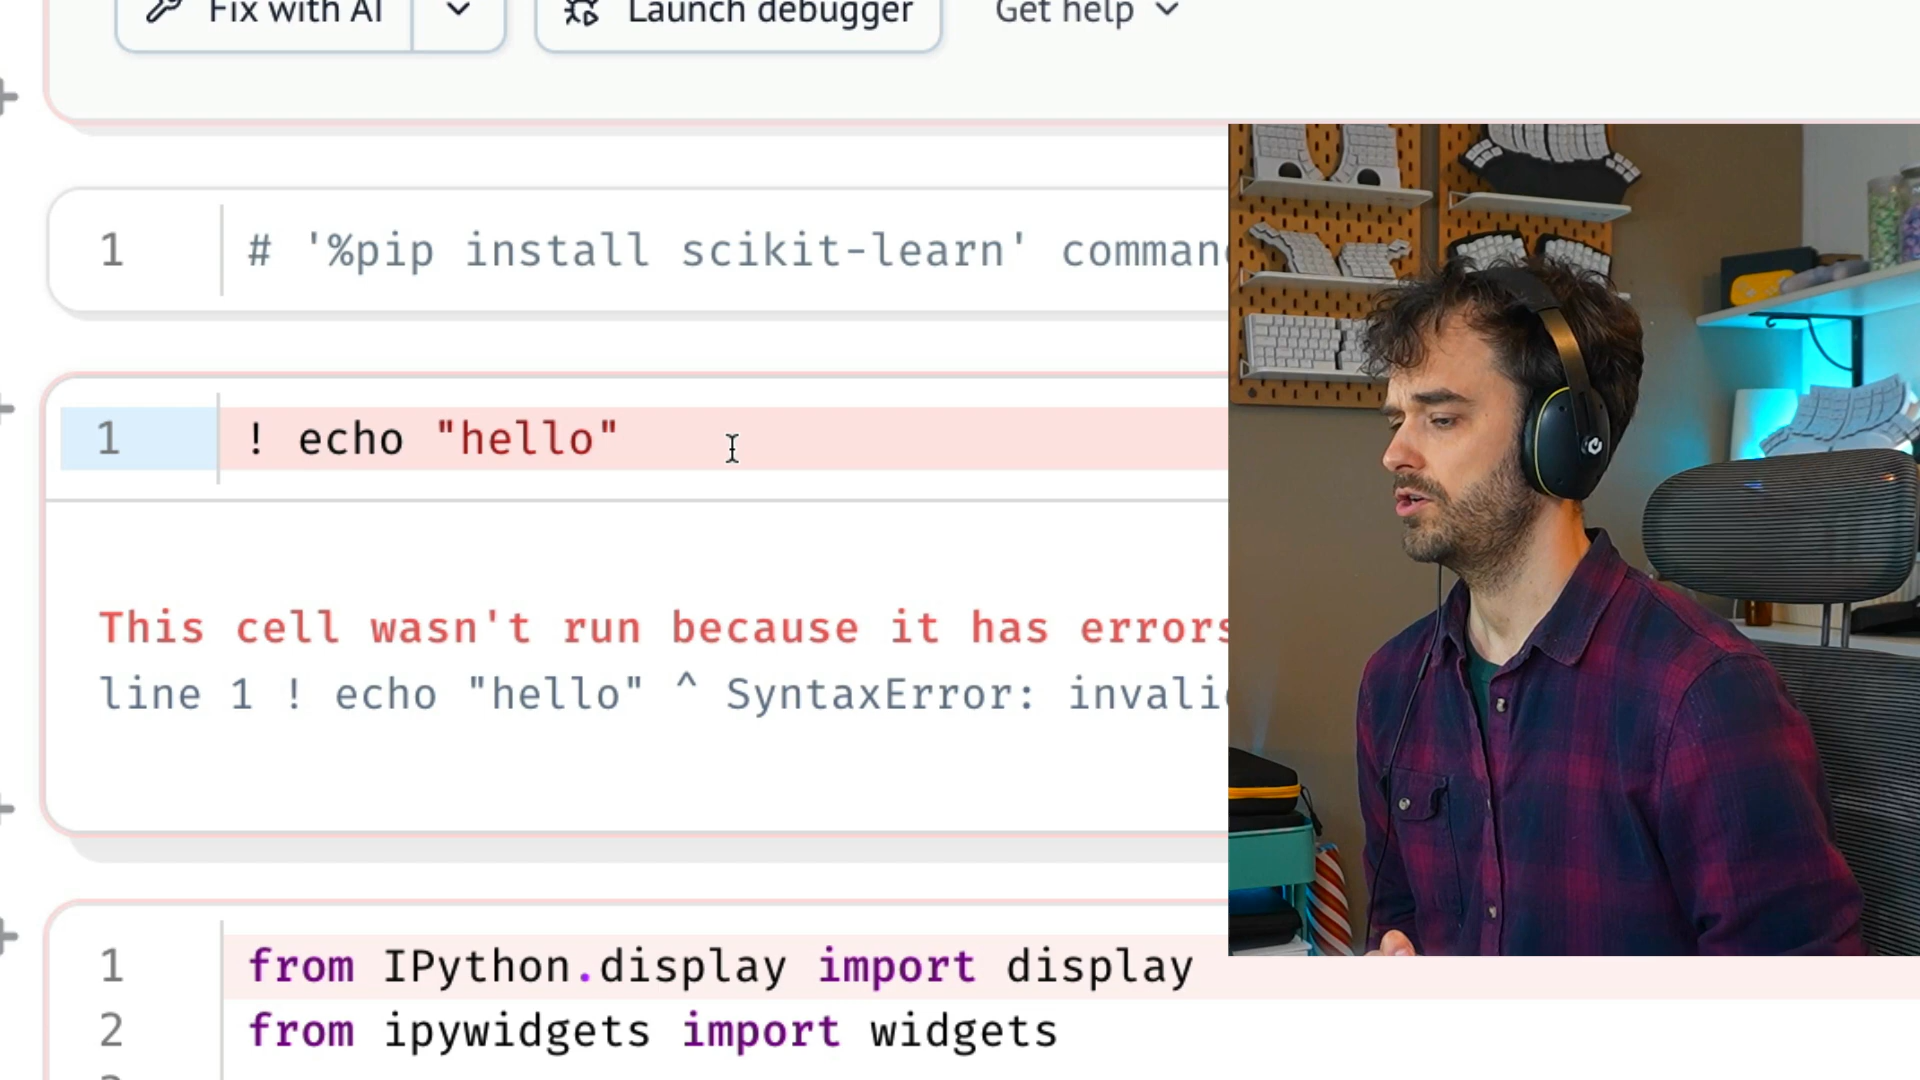 Fix with AI
Launch debugger
Get help
1 # '%pip install scikit-learn'
1 ! echo "hello"
This cell wasn't run because it has errors
line 1 ! echo "hello" ^ SyntaxError:
1 from IPython.display import display
2 from ipywidgets import widgets